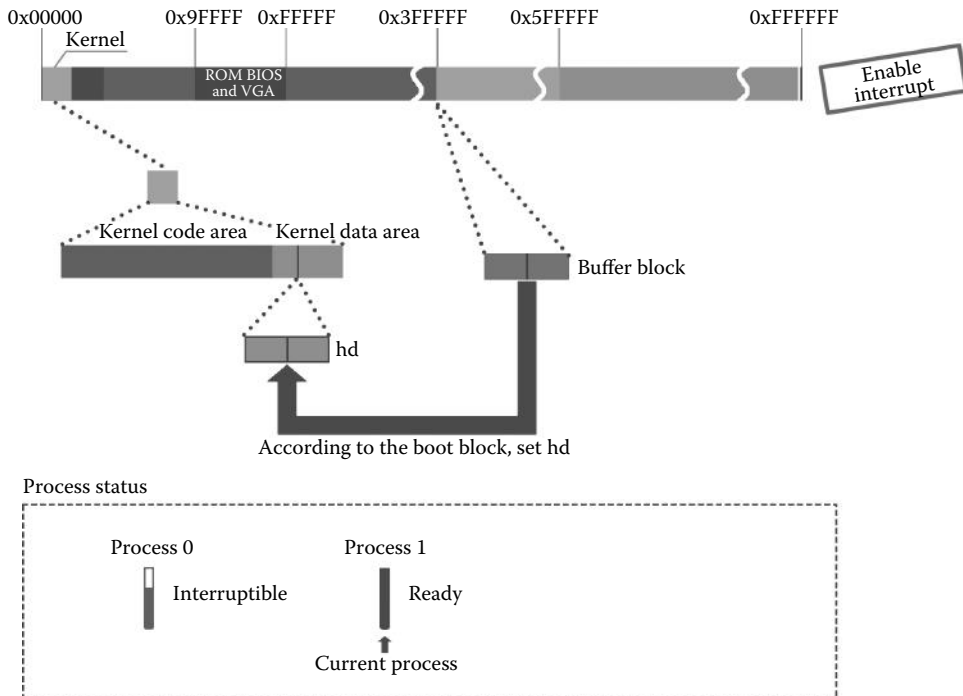 0x00000 0x9FFFF 0xFFFFF 0x3FFFFF 0x5FFFFF 0xFFFFFF
Kernel
ROM BIOS
and VGA
Enable
interrupt
Kernel code area Kernel data area
Buffer block
hd
According to the boot block, set hd
Process status
Process 0 Process 1
Interruptible Ready
Current process